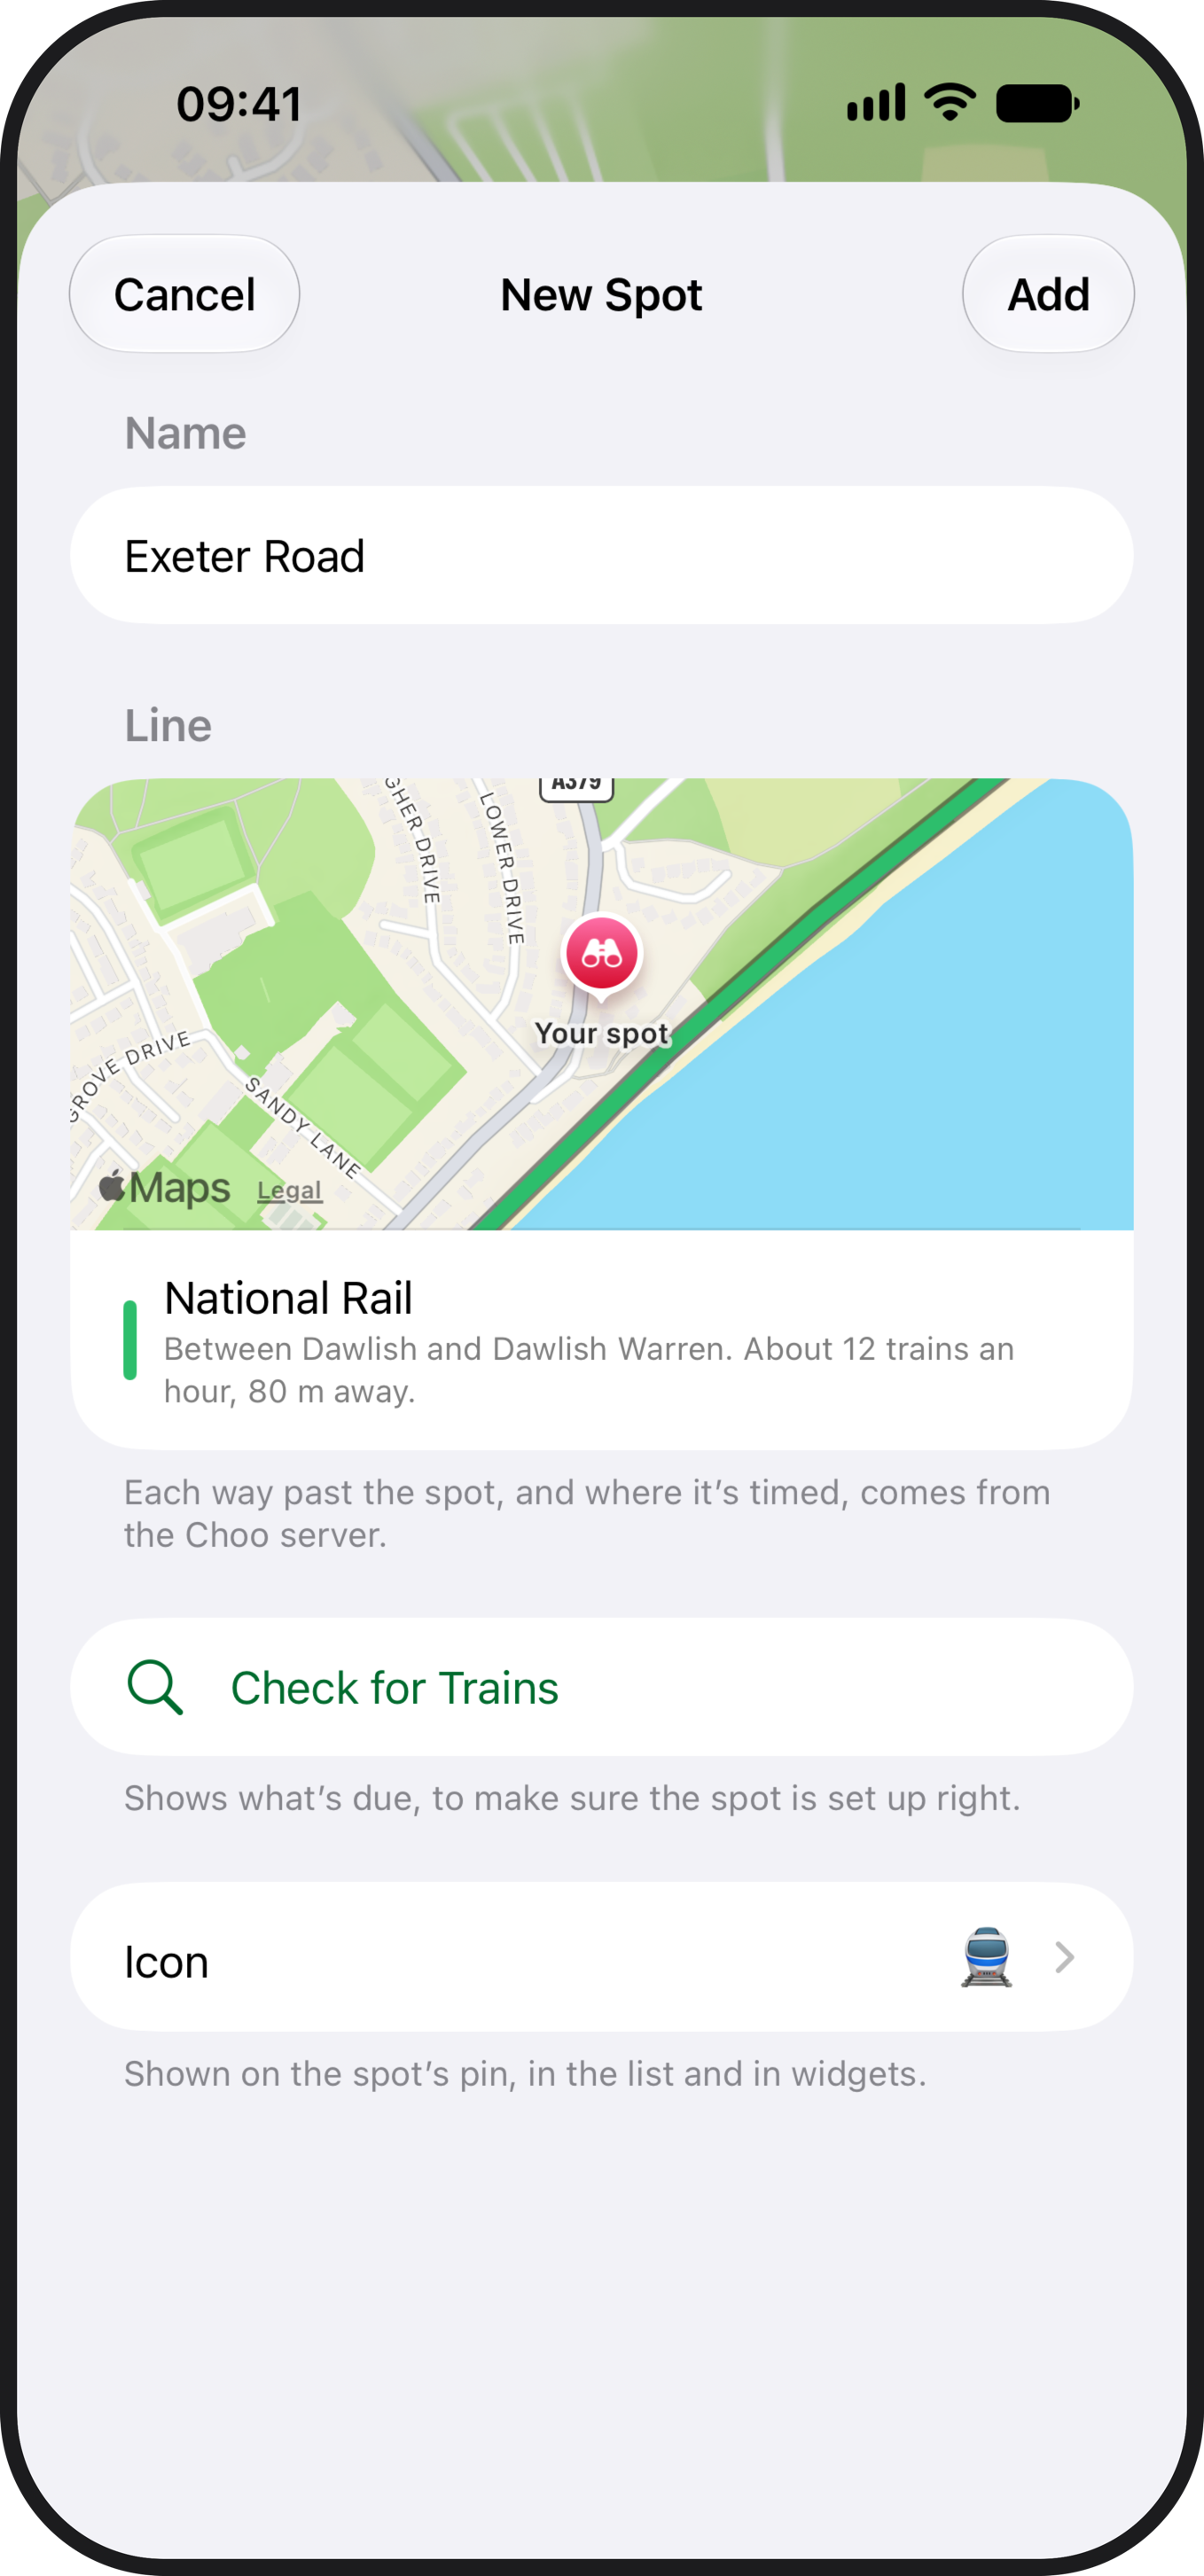 09:41
Cancel
New Spot
Add
Name
Exeter Road
Line
A379
GHER DRIVE
LOWER DRIVE
Your spot
GROVE DRIVE
SANDY LANE
Maps
Legal
National Rail
Between Dawlish and Dawlish Warren. About 12 trains an
hour, 80 m away.
Each way past the spot, and where it’s timed, comes from
the Choo server.
Check for Trains
Shows what’s due, to make sure the spot is set up right.
Icon
Shown on the spot’s pin, in the list and in widgets.